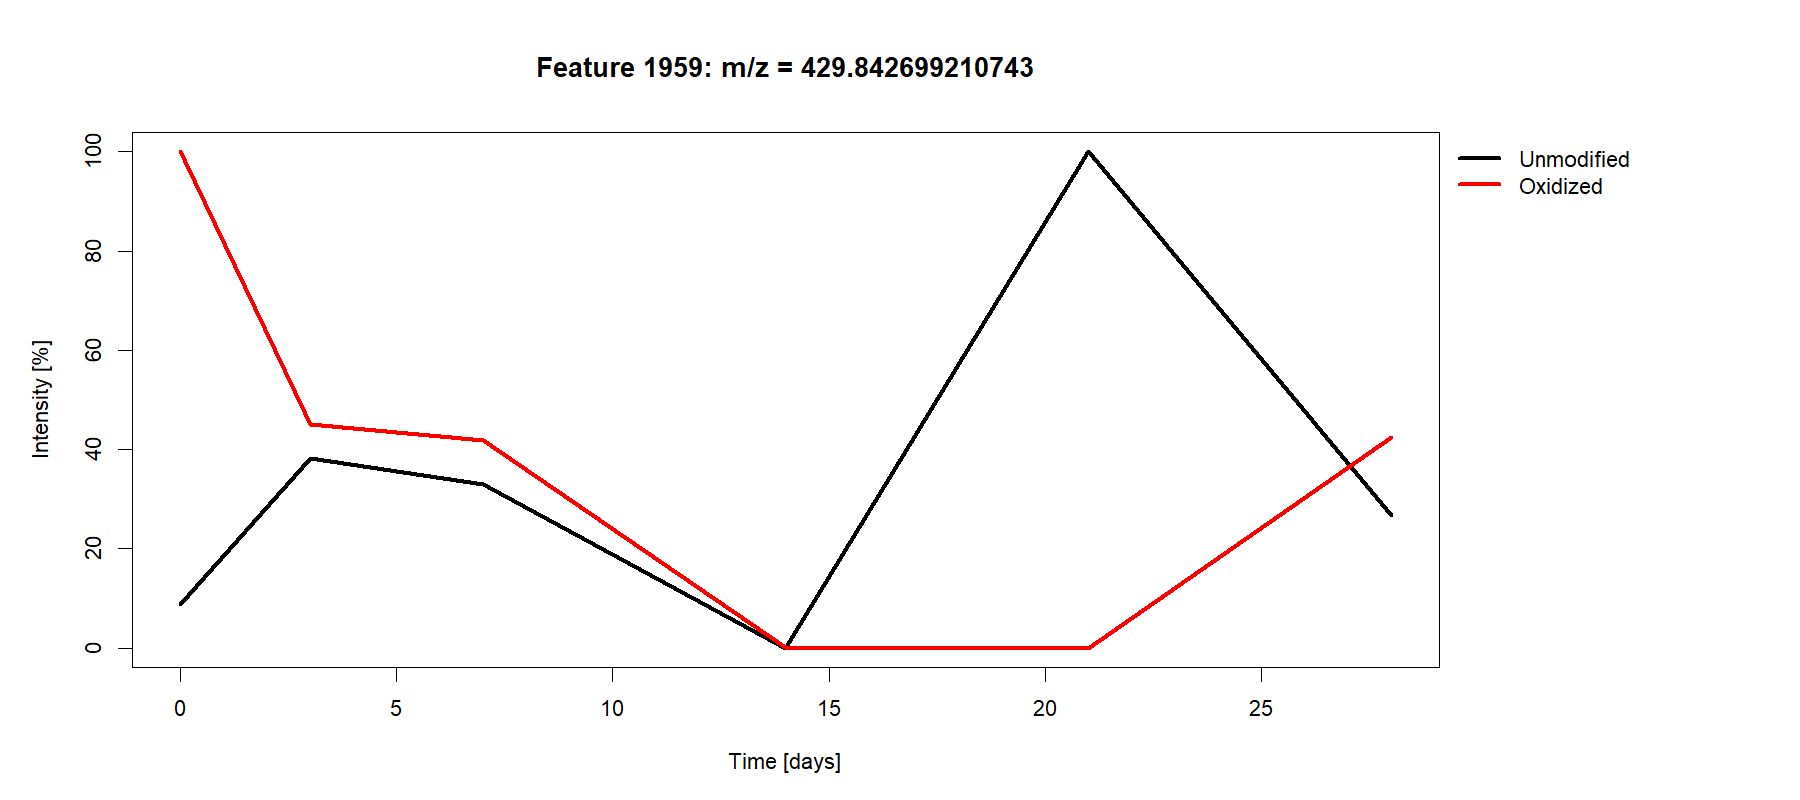 Feature 1959: m/z = 429.842699210743
Unmodified
Oxidized
Intensity [%]
100
80
60
40
20
0
0 5 10 15 20 25
Time [days]